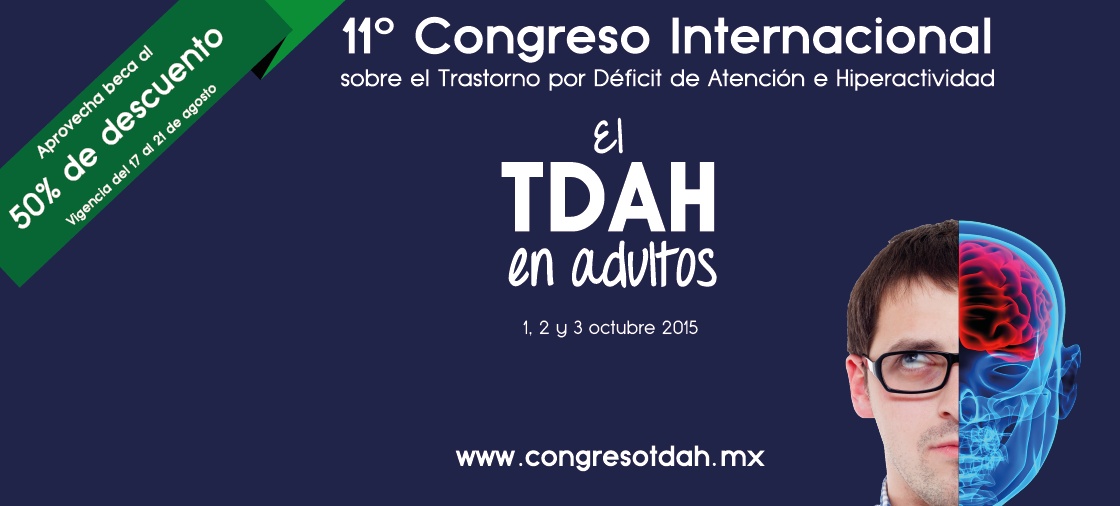 Aprovecha beca al
50% de descuento
Vigencia del 17 al 21 de agosto
11° Congreso Internacional
sobre el Trastorno por Déficit de Atención e Hiperactividad
El
TDAH
en adultos
1, 2 y 3 octubre 2015
www.congresotdah.mx